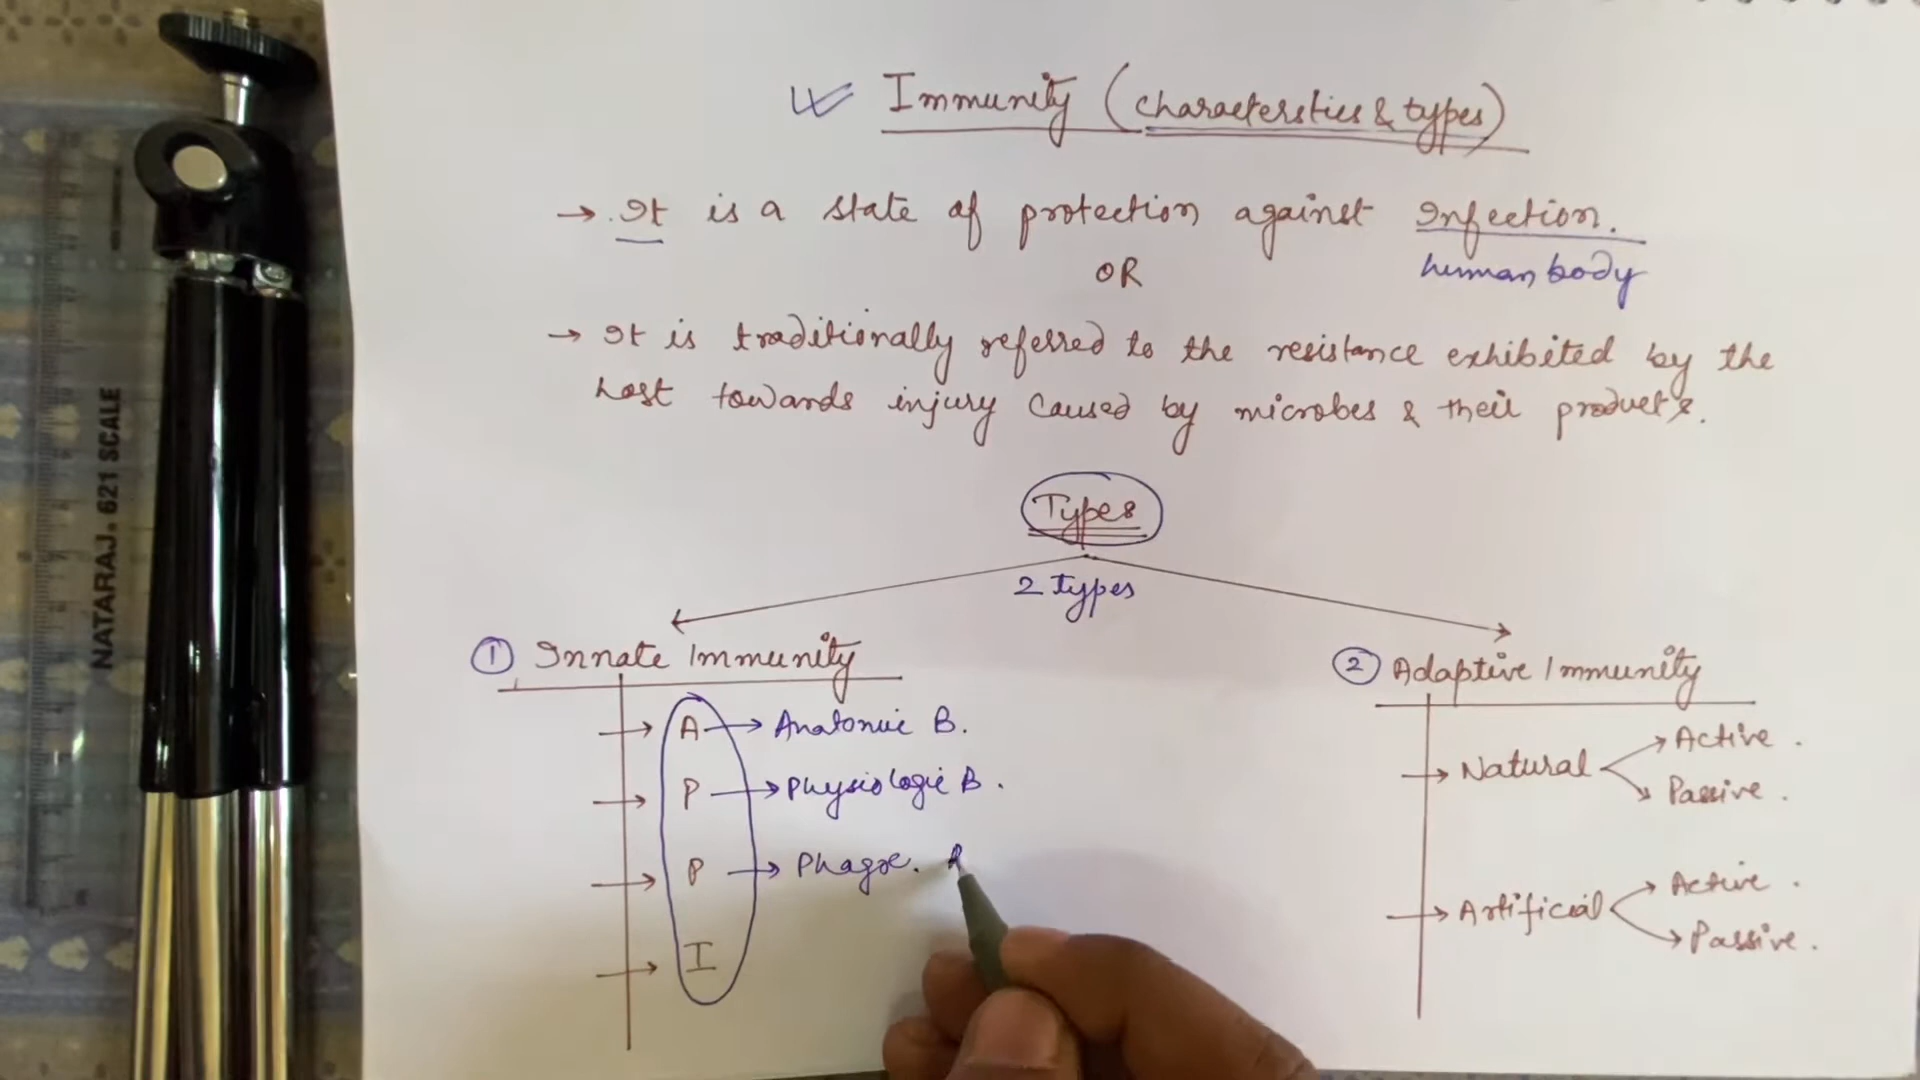 Immunity (characterstics & types)
→ It is a state of protection against Infection.
human body
OR
→ It is traditionally referred to the resistance exhibited by the
host towards injury caused by microbes & their products.
Types
2 types
① Innate Immunity
→ A → Anatomic B.
→ P → Physiologic B.
→ P → Phagoc.
→ I
② Adaptive Immunity
→ Natural → Active.
→ Passive.
→ Artificial → Active.
→ Passive.
NATARAJ. 621 SCALE